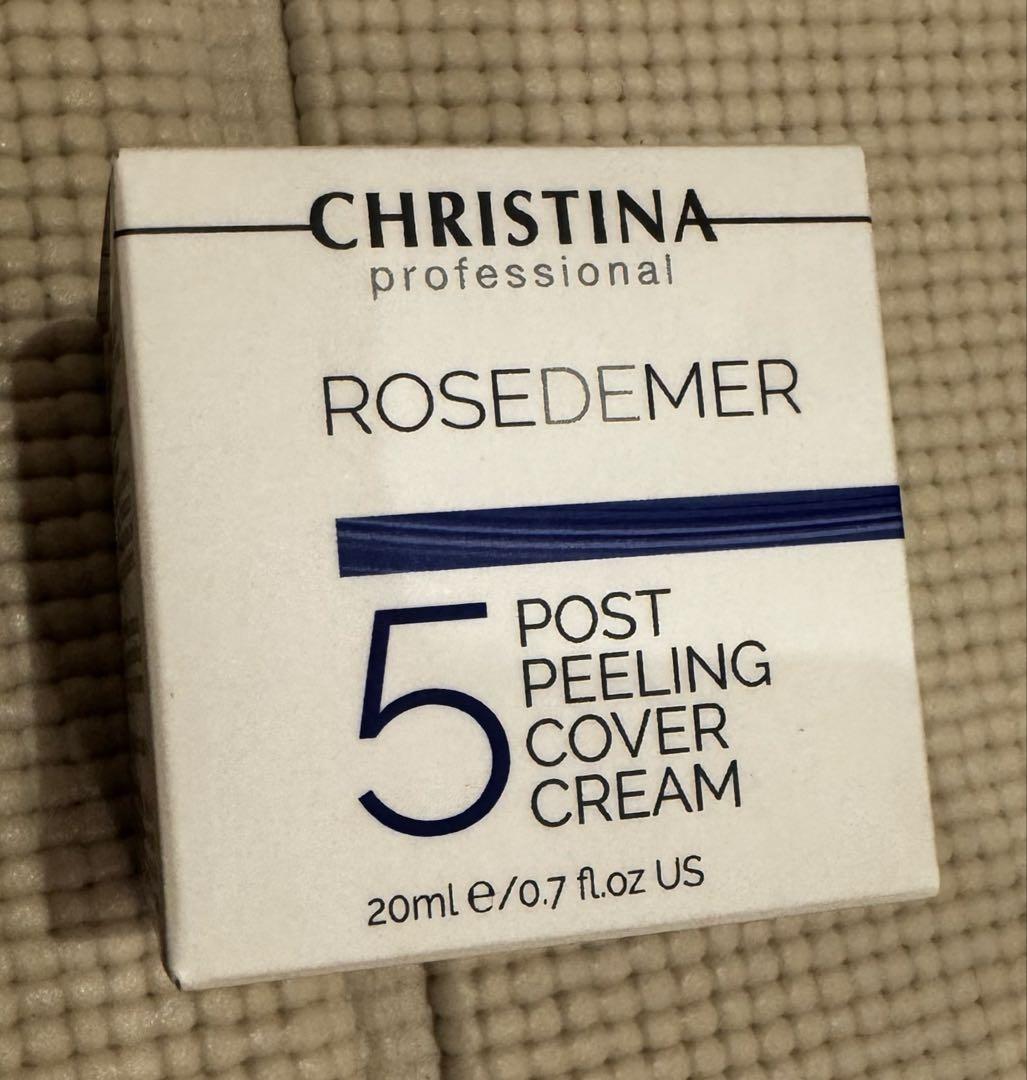 CHRISTINA
professional
ROSEDEMER
5 POST
PEELING
COVER
CREAM
20ml ℮/0.7 fl.oz US